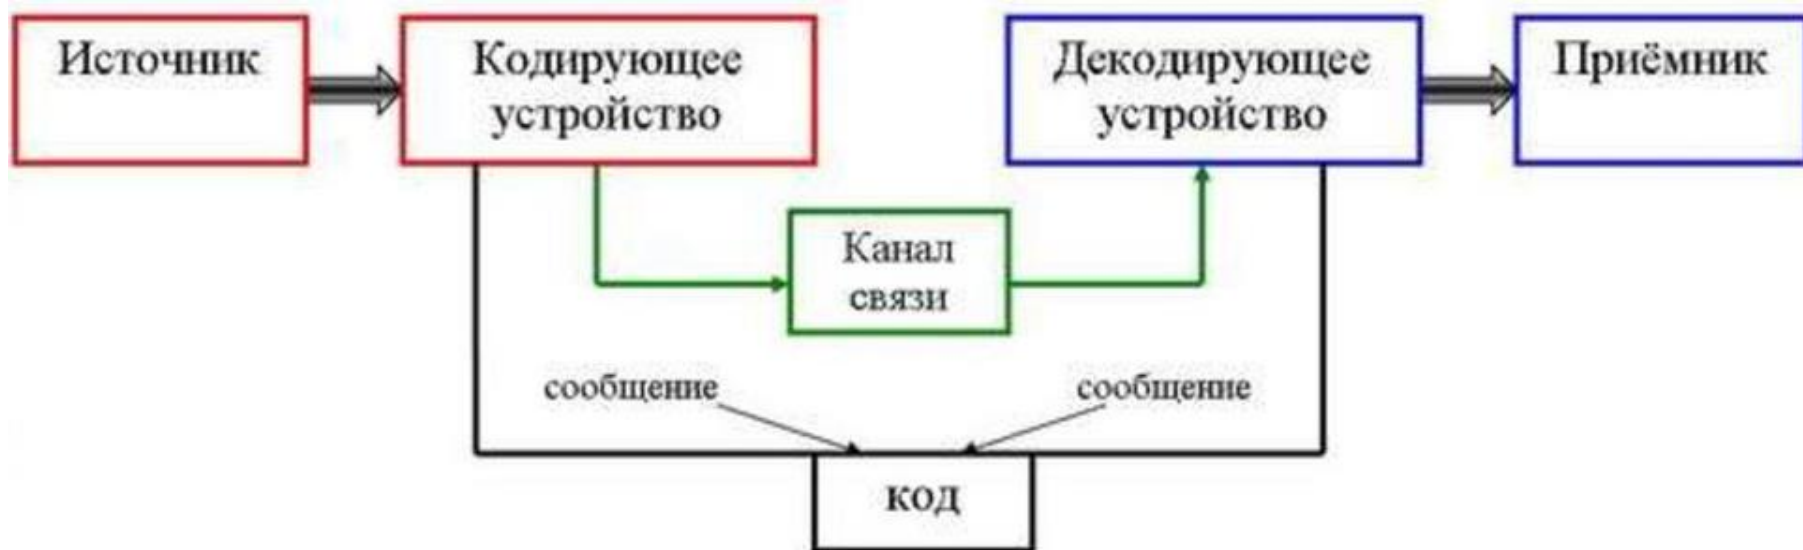 Источник
Кодирующее
устройство
Декодирующее
устройство
Приёмник
Канал
связи
сообщение
сообщение
код